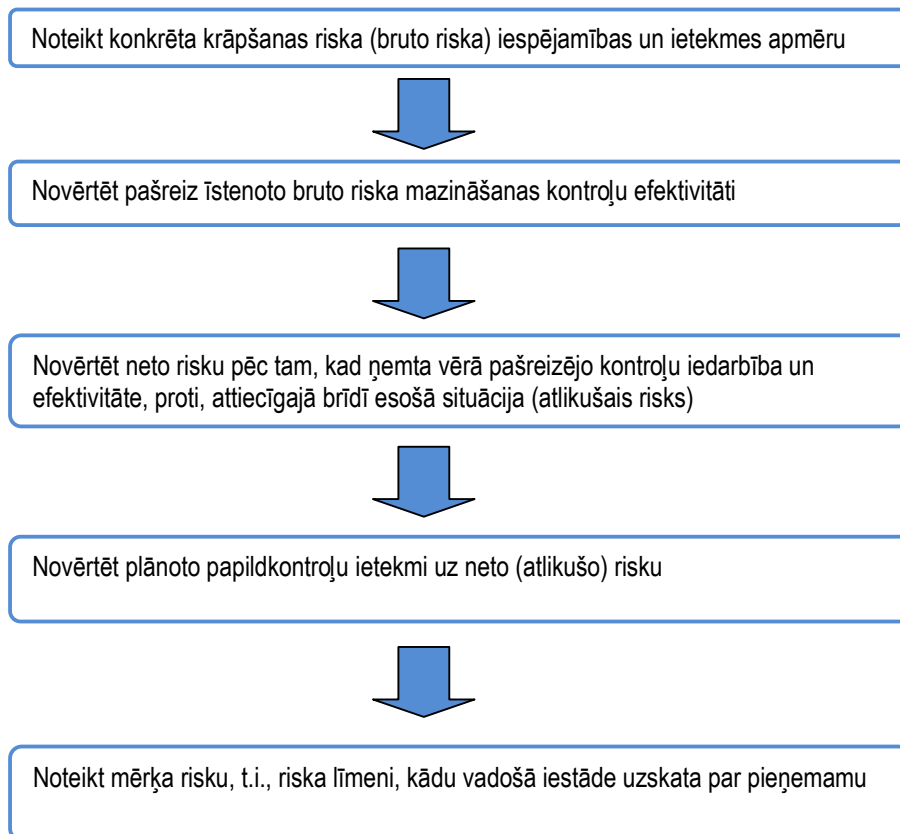 Noteikt konkrēta krāpšanas riska (bruto riska) iespējamības un ietekmes apmēru
Novērtēt pašreiz īstenoto bruto riska mazināšanas kontroļu efektivitāti
Novērtēt neto risku pēc tam, kad ņemta vērā pašreizējo kontroļu iedarbība un
efektivitāte, proti, attiecīgajā brīdī esošā situācija (atlikušais risks)
Novērtēt plānoto papildkontroļu ietekmi uz neto (atlikušo) risku
Noteikt mērķa risku, t.i., riska līmeni, kādu vadošā iestāde uzskata par pieņemamu